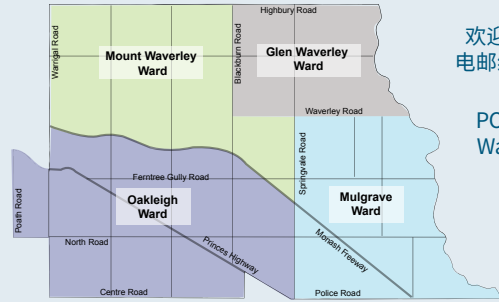 Highbury Road
Warrigal Road
Mount Waverley
Ward
Blackburn Road
Glen Waverley
Ward
Waverley Road
Springvale Road
Ferntree Gully Road
Poath Road
Oakleigh
Ward
Mulgrave
Ward
North Road
Princes Highway
Monash Freeway
Centre Road
Police Road
欢迎
电邮
PO
Wa